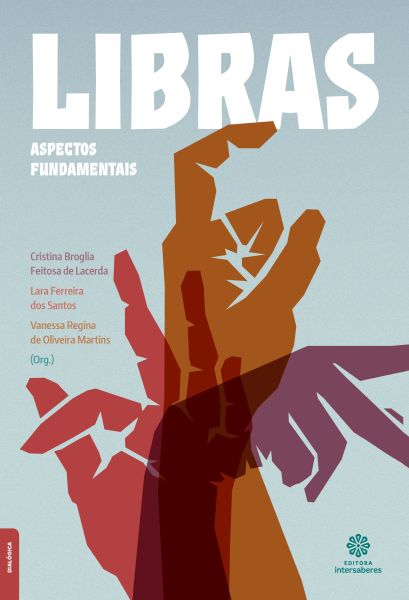 LIBRAS
ASPECTOS
FUNDAMENTAIS
Cristina Broglia
Feitosa de Lacerda
Lara Ferreira
dos Santos
Vanessa Regina
de Oliveira Martins
(Org.)
DIALÓGICA
EDITORA
intersaberes